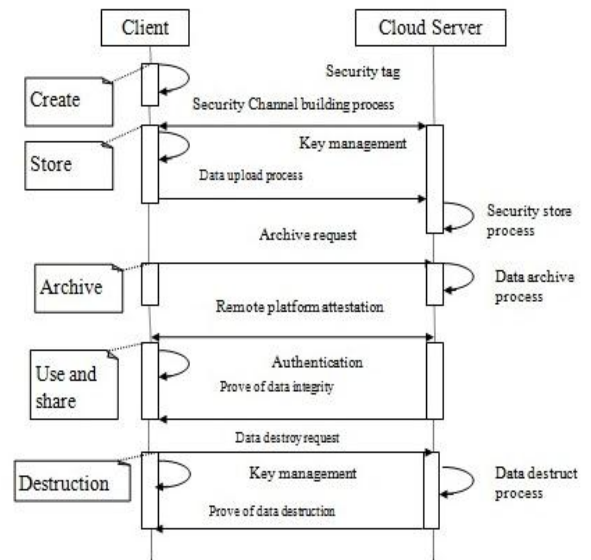 Client
Cloud Server
Security tag
Create
Security Channel building process
Key management
Store
Data upload process
Security store
process
Archive request
Archive
Data archive
process
Remote platform attestation
Authentication
Use and
share
Prove of data integrity
Data destroy request
Key management
Destruction
Data destruct
process
Prove of data destruction